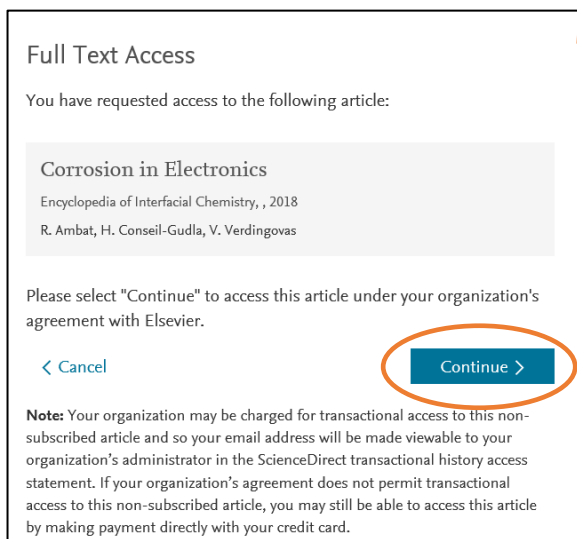 Full Text Access
You have requested access to the following article:
Corrosion in Electronics
Encyclopedia of Interfacial Chemistry, , 2018
R. Ambat, H. Conseil-Gudla, V. Verdingovas
Please select "Continue" to access this article under your organization's
agreement with Elsevier.
< Cancel
Continue >
Note: Your organization may be charged for transactional access to this non-
subscribed article and so your email address will be made viewable to your
organization's administrator in the ScienceDirect transactional history access
statement. If your organization's agreement does not permit transactional
access to this non-subscribed article, you may still be able to access this article
by making payment directly with your credit card.